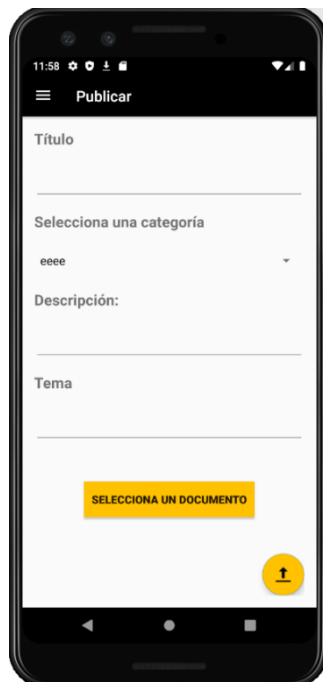 11:58
Publicar
Título
Selecciona una categoría
eeee
Descripción:
Tema
SELECCIONA UN DOCUMENTO